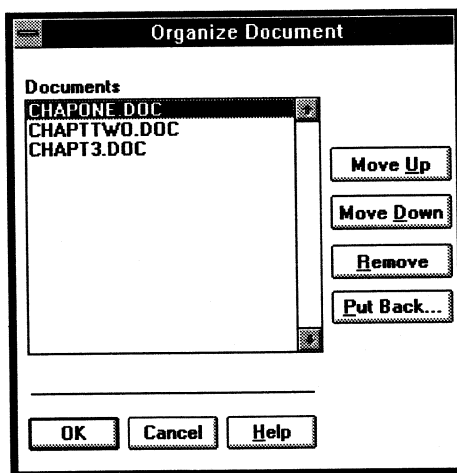 Organize Document
Documents
CHAPONE.DOC
CHAPTTWO.DOC
CHAPT3.DOC
Move Up
Move Down
Remove
Put Back...
OK Cancel Help